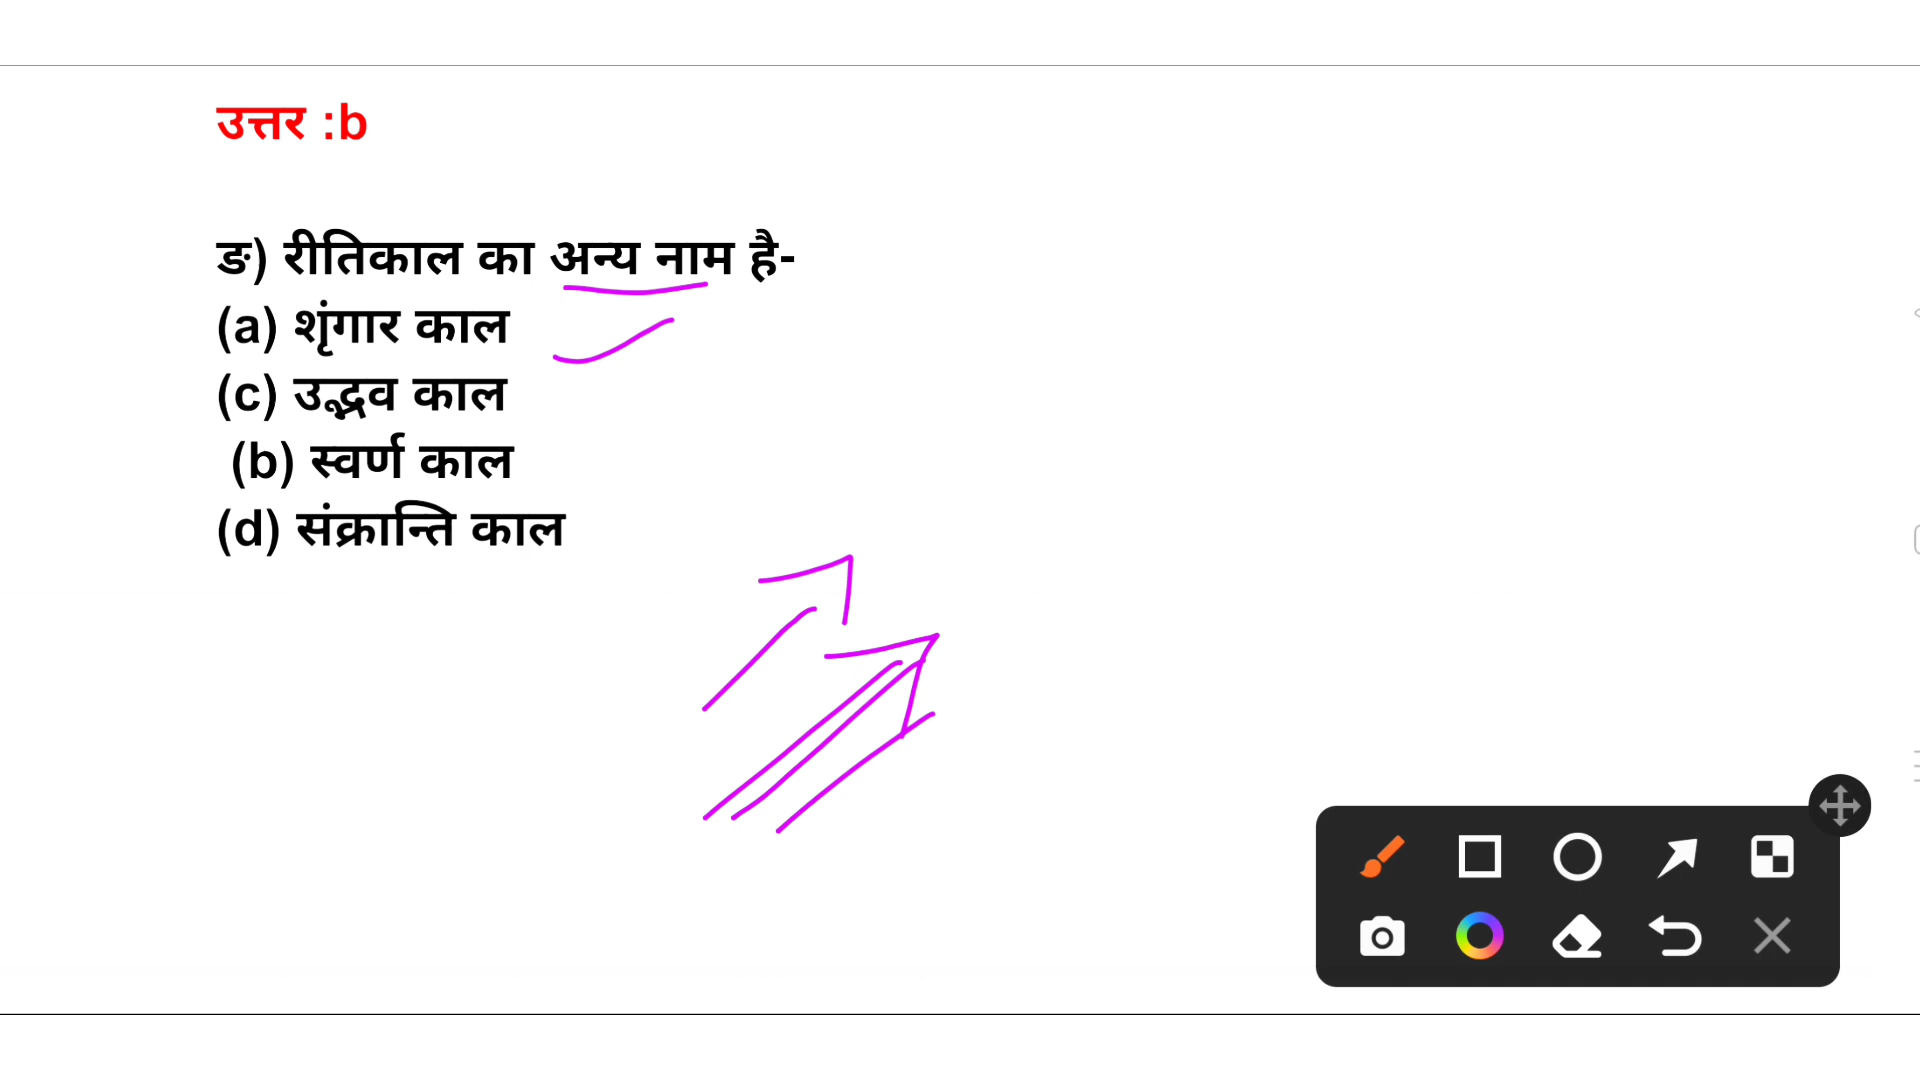 उत्तर :b
ङ) रीतिकाल का अन्य नाम है-
(a) शृंगार काल
(c) उद्भव काल
(b) स्वर्ण काल
(d) संक्रान्ति काल